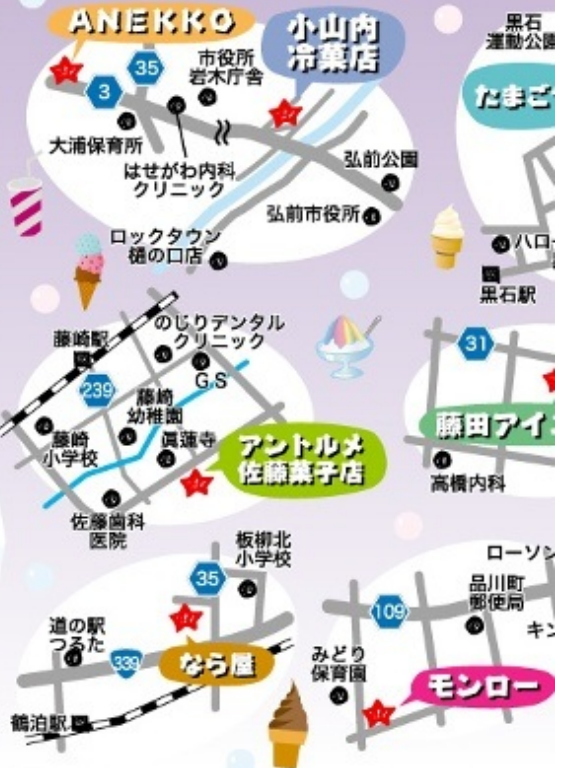 ANEKKO
小山内
冷菓店
35
3
市役所
岩木庁舎
大浦保育所
はせがわ内科
クリニック
弘前公園
弘前市役所
ロックタウン
樋の口店
黒石
運動公園
たまご
ハロー
黒石駅
藤崎駅
のじりデンタル
クリニック
GS
239
藤崎
幼稚園
藤崎
小学校
眞蓮寺
アントルメ
佐藤菓子店
佐藤歯科
医院
31
藤田アイ
高橋内科
板柳北
小学校
35
道の駅
つるた
339
なら屋
鶴泊駅
ローソン
品川町
郵便局
109
キン
みどり
保育園
モンロー